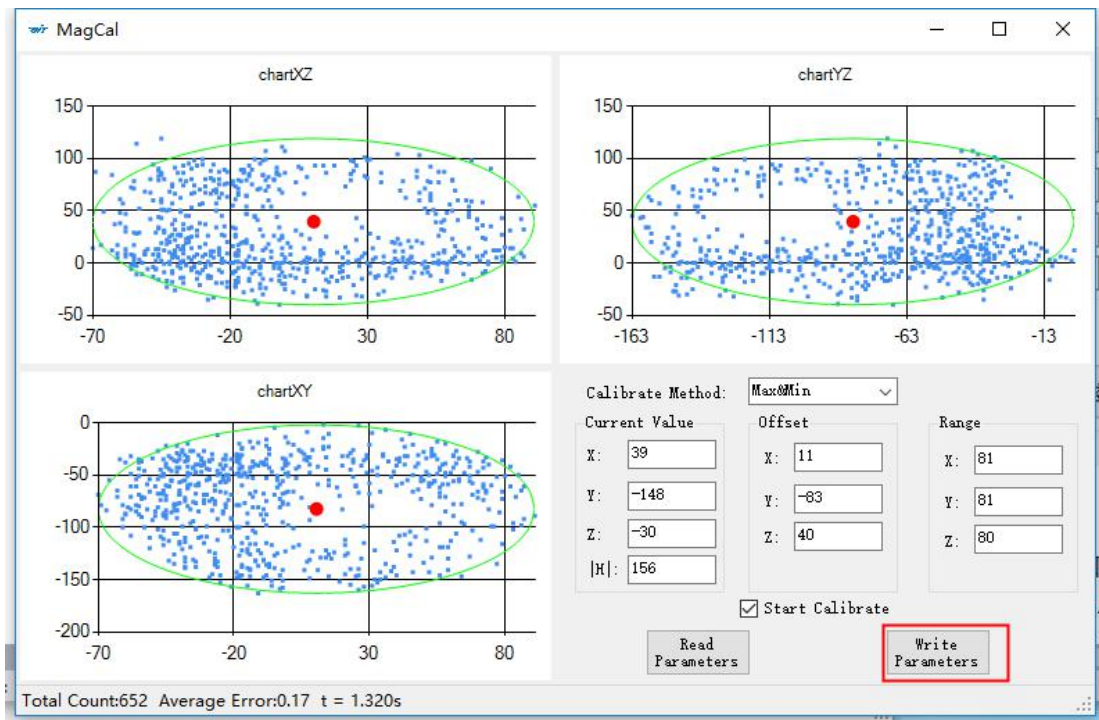 MagCal
chartXZ
150
100
50
0
-50
-70 -20 30 80
chartYZ
150
100
50
0
-50
-163 -113 -63 -13
chartXY
0
-50
-100
-150
-200
-70 -20 30 80
Calibrate Method: Max&Min
Current Value
X: 39
Y: -148
Z: -30
|H|: 156
Offset
X: 11
Y: -83
Z: 40
Range
X: 81
Y: 81
Z: 80
Start Calibrate
Read
Parameters
Write
Parameters
Total Count:652 Average Error:0.17 t = 1.320s